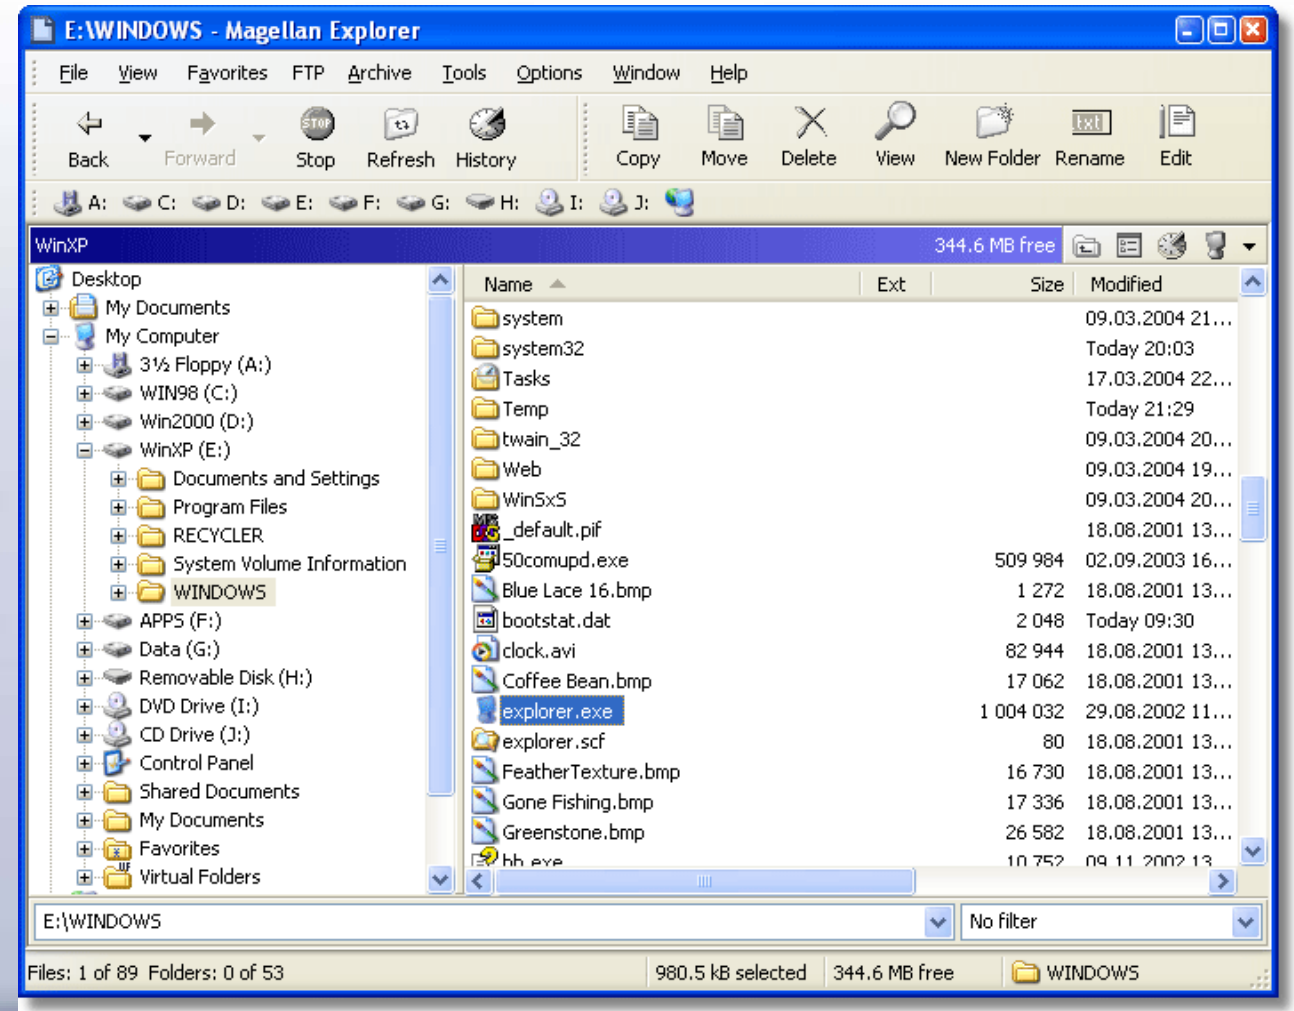 E:\WINDOWS - Magellan Explorer
File View Favorites FTP Archive Tools Options Window Help
STOP txt
Back Forward Stop Refresh History Copy Move Delete View New Folder Rename Edit
A: C: D: E: F: G: H: I: J:
WinXP 344.6 MB free
Desktop
My Documents
My Computer
3½ Floppy (A:)
WIN98 (C:)
Win2000 (D:)
WinXP (E:)
Documents and Settings
Program Files
RECYCLER
System Volume Information
WINDOWS
APPS (F:)
Data (G:)
Removable Disk (H:)
DVD Drive (I:)
CD Drive (J:)
Control Panel
Shared Documents
My Documents
Favorites
Virtual Folders
Name Ext Size Modified
system 09.03.2004 21...
system32 Today 20:03
Tasks 17.03.2004 22...
Temp Today 21:29
twain_32 09.03.2004 20...
Web 09.03.2004 19...
WinSxS 09.03.2004 20...
_default.pif 18.08.2001 13...
50comupd.exe 509 984 02.09.2003 16...
Blue Lace 16.bmp 1 272 18.08.2001 13...
bootstat.dat 2 048 Today 09:30
clock.avi 82 944 18.08.2001 13...
Coffee Bean.bmp 17 062 18.08.2001 13...
explorer.exe 1 004 032 29.08.2002 11...
explorer.scf 80 18.08.2001 13...
FeatherTexture.bmp 16 730 18.08.2001 13...
Gone Fishing.bmp 17 336 18.08.2001 13...
Greenstone.bmp 26 582 18.08.2001 13...
hh.exe 10 752 09.11.2002 13
E:\WINDOWS No filter
Files: 1 of 89 Folders: 0 of 53 980.5 kB selected 344.6 MB free WINDOWS